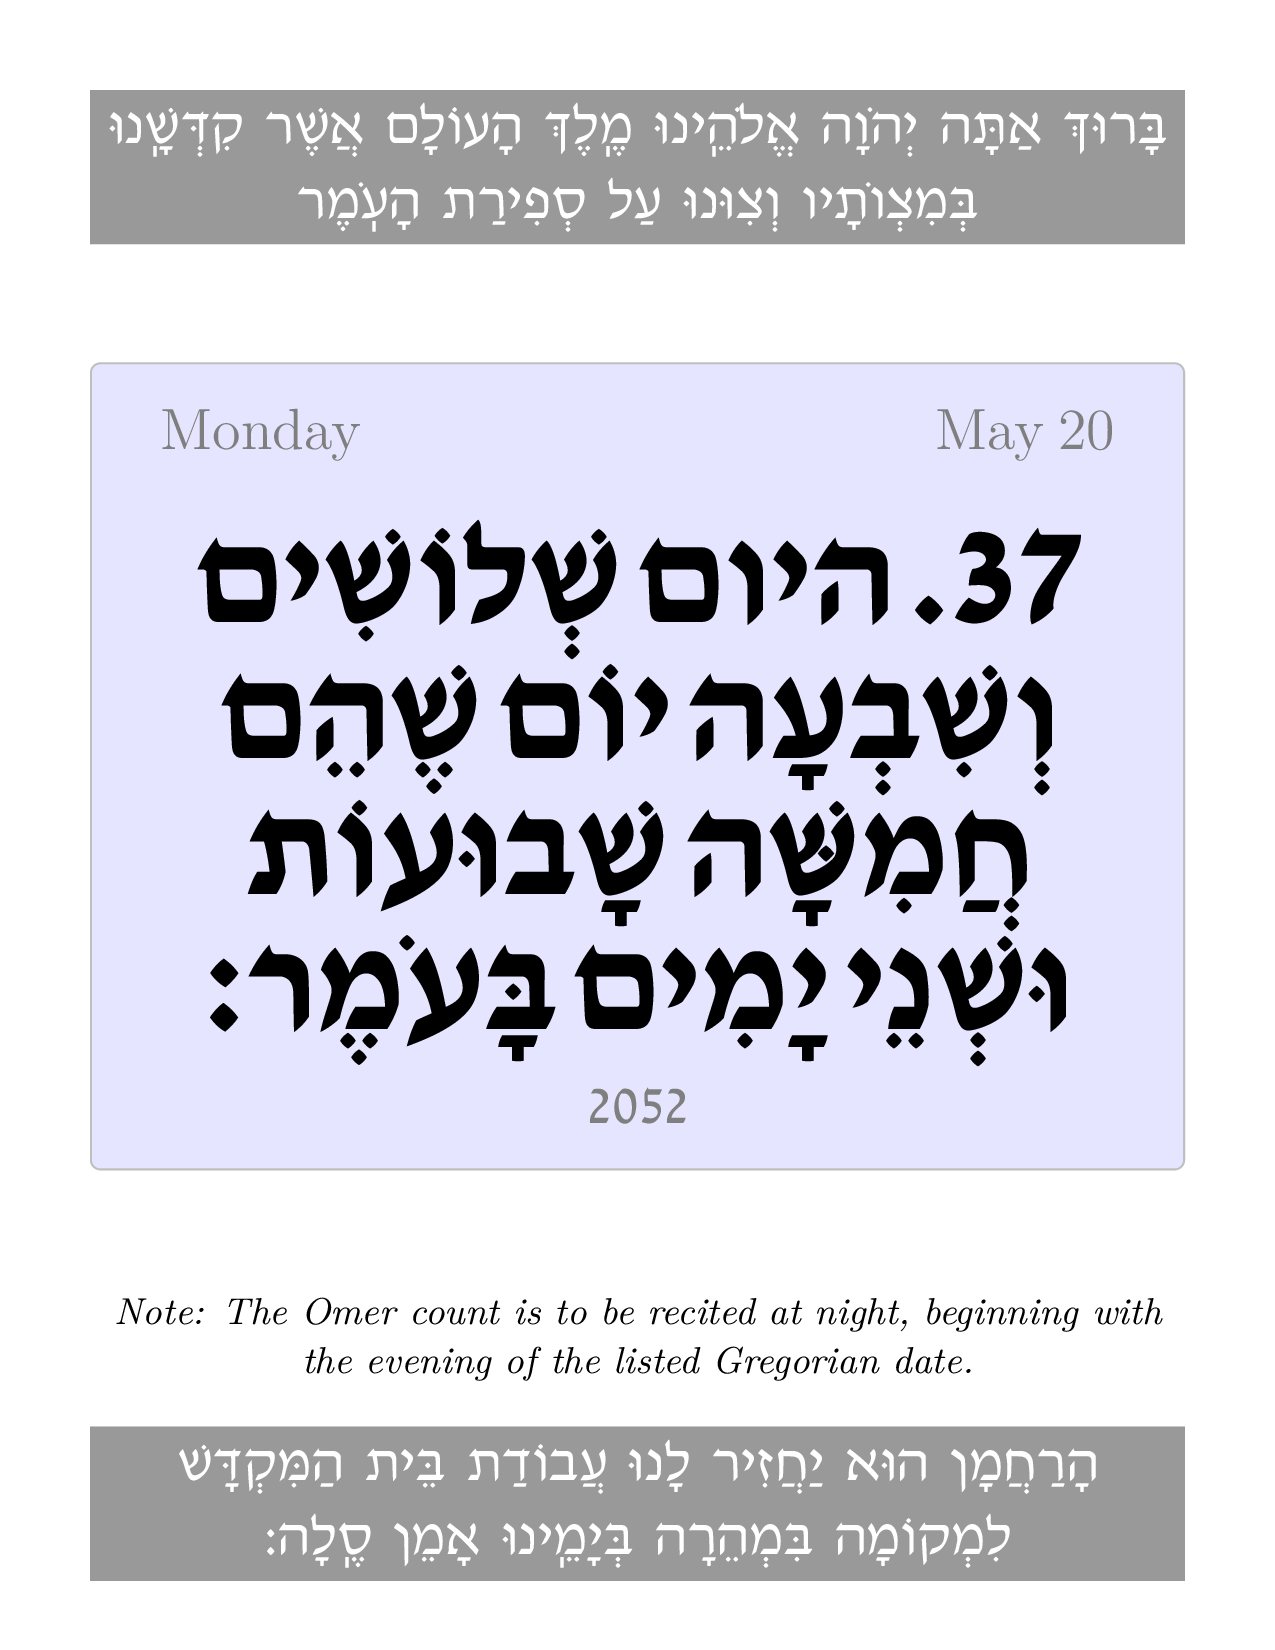 בָּרוּךְ אַתָּה יְהֹוָה אֱלֹהֵֽינוּ מֶֽלֶךְ הָעוֹלָם אֲשֶׁר קִדְּשָֽׁנוּ
בְּמִצְוֹתָיו וְצִוּנוּ עַל סְפִירַת הָעֹֽמֶר
Monday May 20
37. היום שְׁלוֹשִׁים
וְשִׁבְעָה יוֹם שֶׁהֵם
חֲמִשָּׁה שָׁבוּעוֹת
וּשְׁנֵי יָמִים בָּעֹמֶר:
2052
Note: The Omer count is to be recited at night, beginning with
the evening of the listed Gregorian date.
הָרַחֲמָן הוּא יַחֲזִיר לָנוּ עֲבוֹדַת בֵּית הַמִּקְדָּשׁ
לִמְקוֹמָהּ בִּמְהֵרָה בְּיָמֵֽינוּ אָמֵן סֶֽלָה: